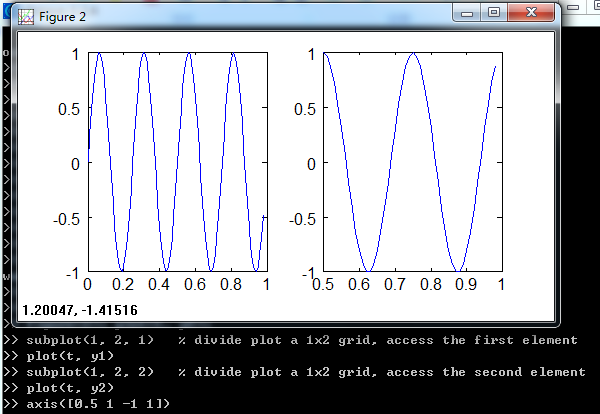 Figure 2
1
0.5
0
-0.5
-1
0 0.2 0.4 0.6 0.8 1
1
0.5
0
-0.5
-1
0.5 0.6 0.7 0.8 0.9 1
1.20047, -1.41516
>> subplot(1, 2, 1)   % divide plot a 1x2 grid, access the first element
>> plot(t, y1)
>> subplot(1, 2, 2)   % divide plot a 1x2 grid, access the second element
>> plot(t, y2)
>> axis([0.5 1 -1 1])